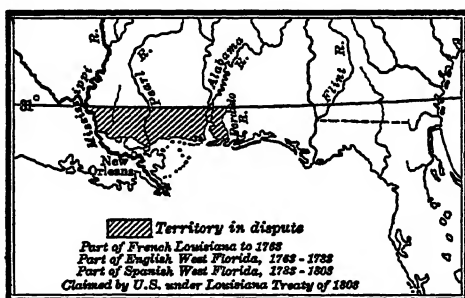 Mississippi R.
Pearl R.
Alabama R.
Perdido R.
Flint R.
New Orleans
Territory in dispute
Part of French Louisiana to 1763
Part of English West Florida, 1763 - 1783
Part of Spanish West Florida, 1783 - 1803
Claimed by U.S. under Louisiana Treaty of 1803